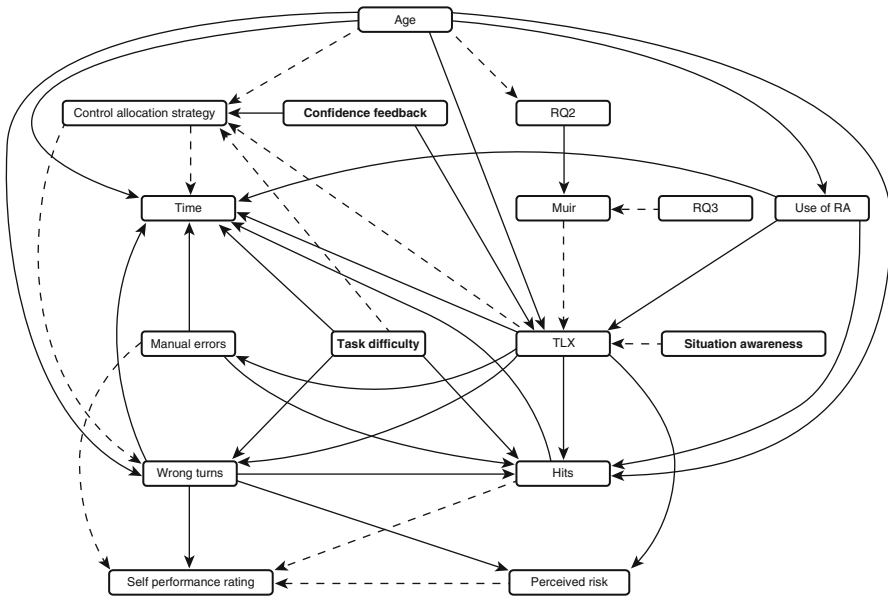 Age
Control allocation strategy
Confidence feedback
RQ2
Time
Muir
RQ3
Use of RA
Manual errors
Task difficulty
TLX
Situation awareness
Wrong turns
Hits
Self performance rating
Perceived risk